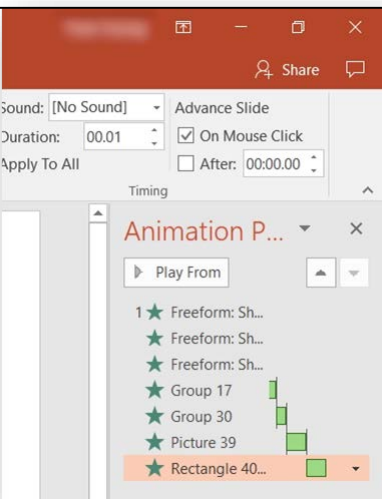 Share
Sound: [No Sound]
Advance Slide
Duration: 00.01
On Mouse Click
Apply To All
After: 00:00.00
Timing
Animation P...
Play From
1 Freeform: Sh...
Freeform: Sh...
Freeform: Sh...
Group 17
Group 30
Picture 39
Rectangle 40...